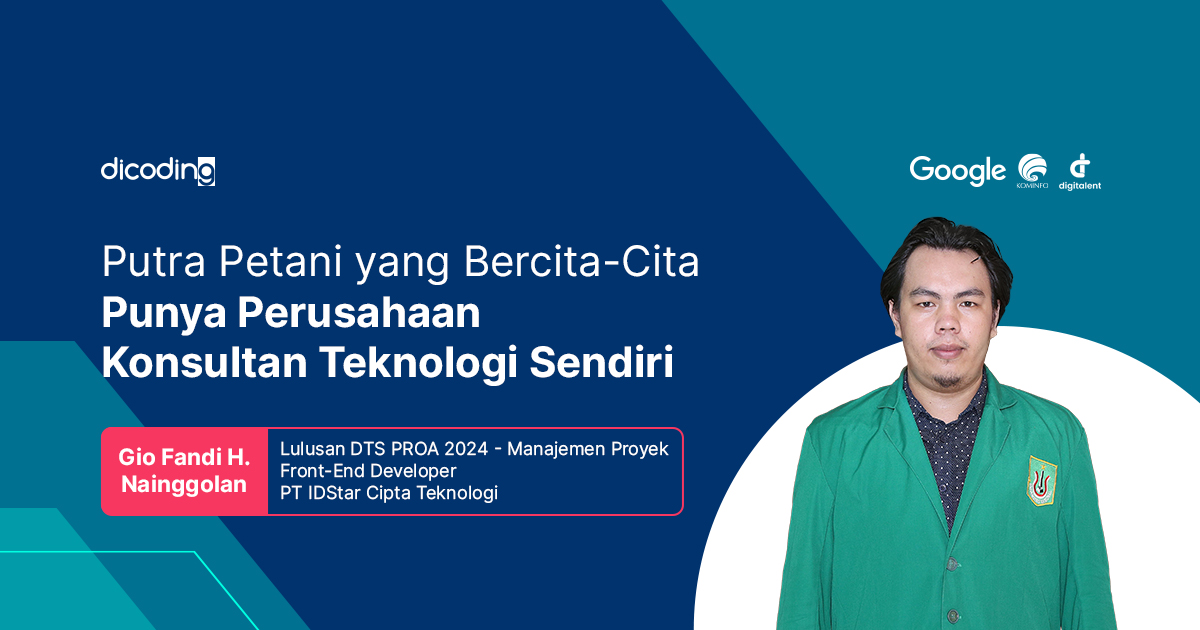 dicoding
Google
KOMINFO
digitalent
Putra Petani yang Bercita-Cita
Punya Perusahaan
Konsultan Teknologi Sendiri
Gio Fandi H.
Nainggolan
Lulusan DTS PROA 2024 - Manajemen Proyek
Front-End Developer
PT IDStar Cipta Teknologi